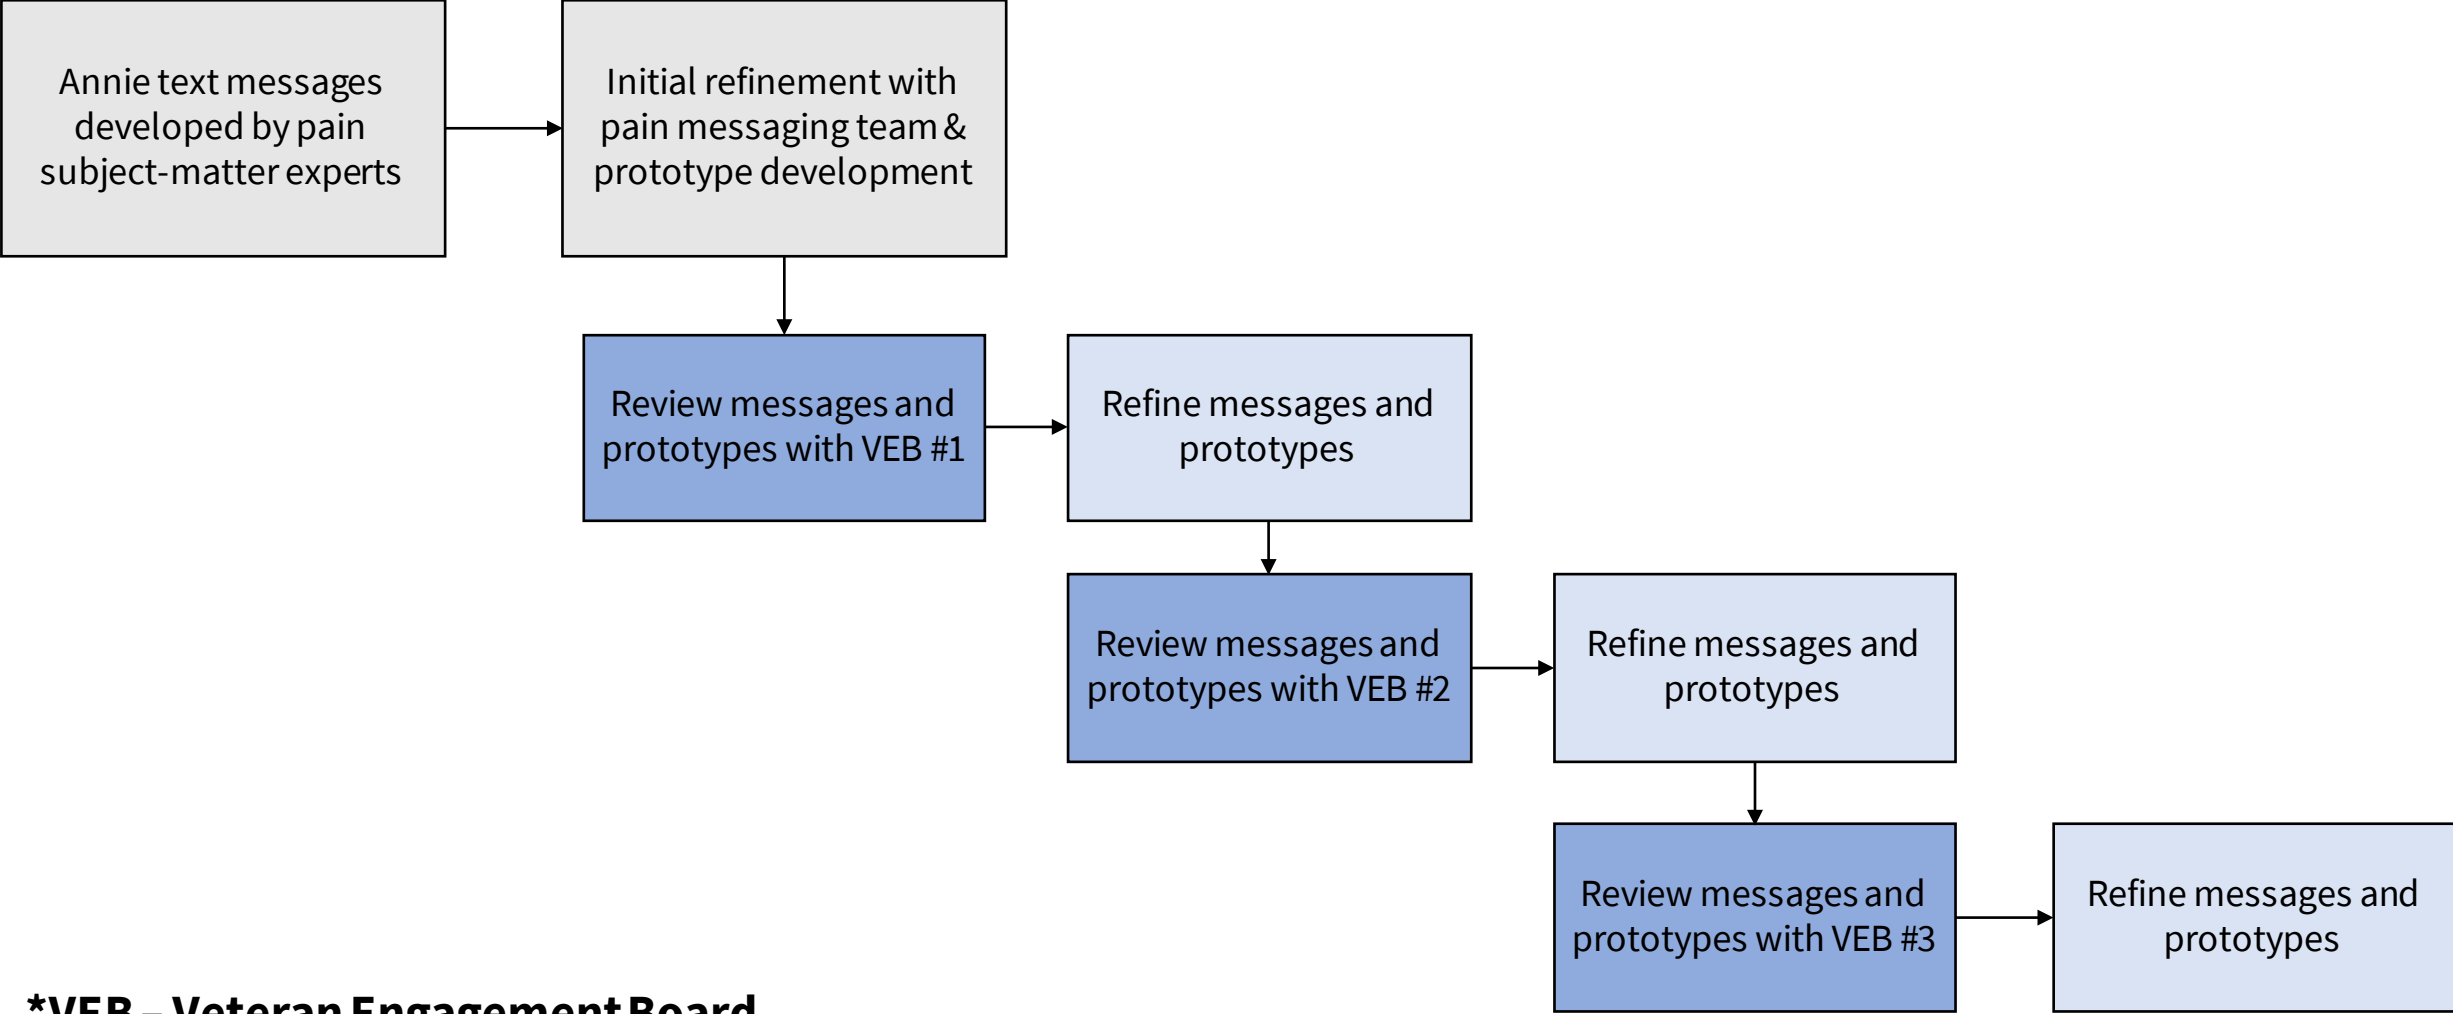 Annie text messages
developed by pain
subject-matter experts
Initial refinement with
pain messaging team &
prototype development
Review messages and
prototypes with VEB #1
Refine messages and
prototypes
Review messages and
prototypes with VEB #2
Refine messages and
prototypes
Review messages and
prototypes with VEB #3
Refine messages and
prototypes
*VEB – Veteran Engagement Board